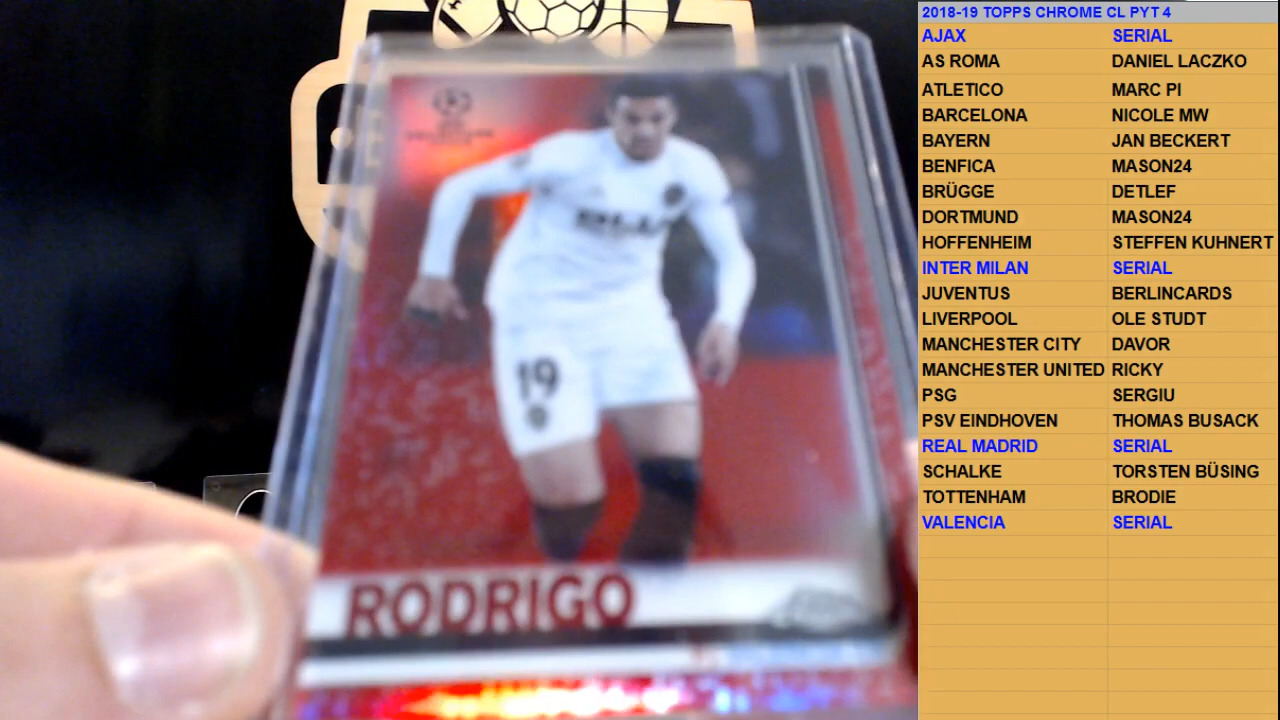 RODRIGO
19
2018-19 TOPPS CHROME CL PYT 4
AJAX SERIAL
AS ROMA DANIEL LACZKO
ATLETICO MARC PI
BARCELONA NICOLE MW
BAYERN JAN BECKERT
BENFICA MASON24
BRÜGGE DETLEF
DORTMUND MASON24
HOFFENHEIM STEFFEN KUHNERT
INTER MILAN SERIAL
JUVENTUS BERLINCARDS
LIVERPOOL OLE STUDT
MANCHESTER CITY DAVOR
MANCHESTER UNITED RICKY
PSG SERGIU
PSV EINDHOVEN THOMAS BUSACK
REAL MADRID SERIAL
SCHALKE TORSTEN BÜSING
TOTTENHAM BRODIE
VALENCIA SERIAL